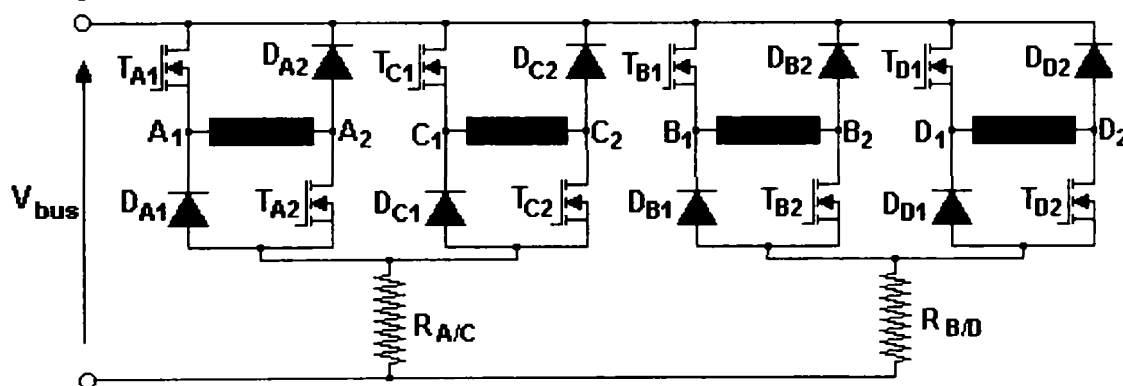 T_A1 D_A2 T_C1 D_C2 T_B1 D_B2 T_D1 D_D2
A_1 A_2 C_1 C_2 B_1 B_2 D_1 D_2
V_bus D_A1 T_A2 D_C1 T_C2 D_B1 T_B2 D_D1 T_D2
R_A/C R_B/D